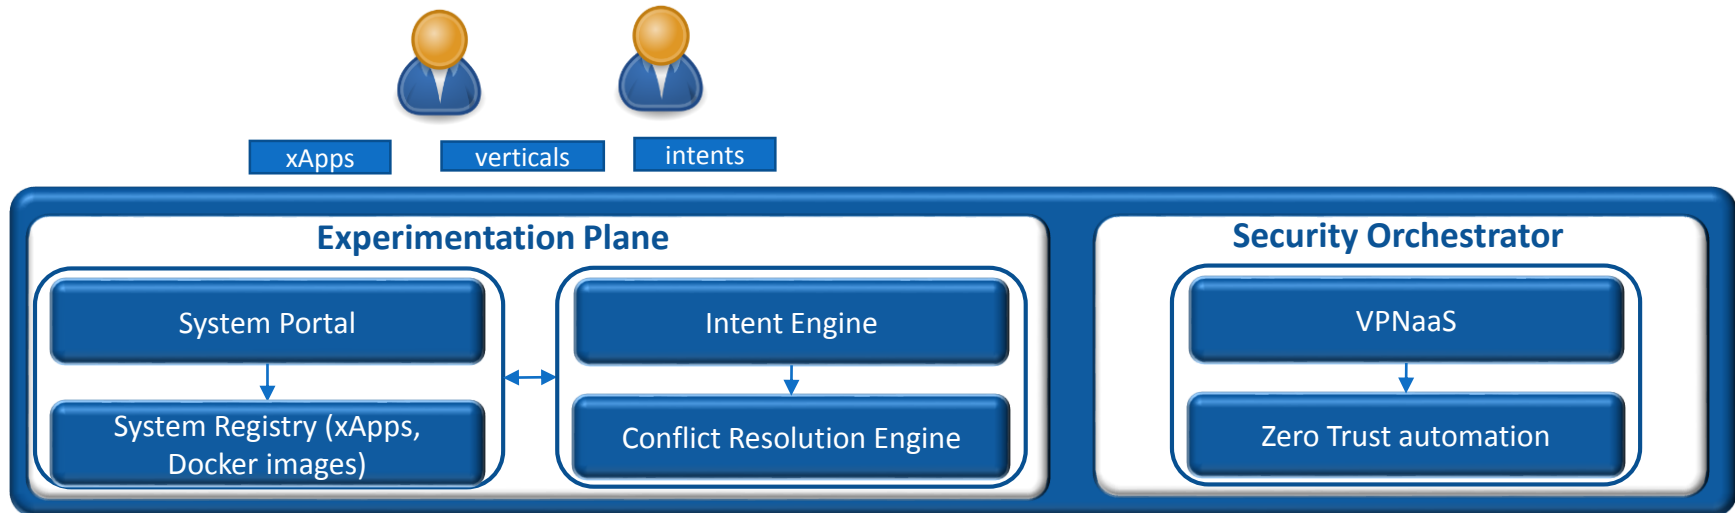 xApps
verticals
intents
Experimentation Plane
System Portal
System Registry (xApps,
Docker images)
Intent Engine
Conflict Resolution Engine
Security Orchestrator
VPNaaS
Zero Trust automation